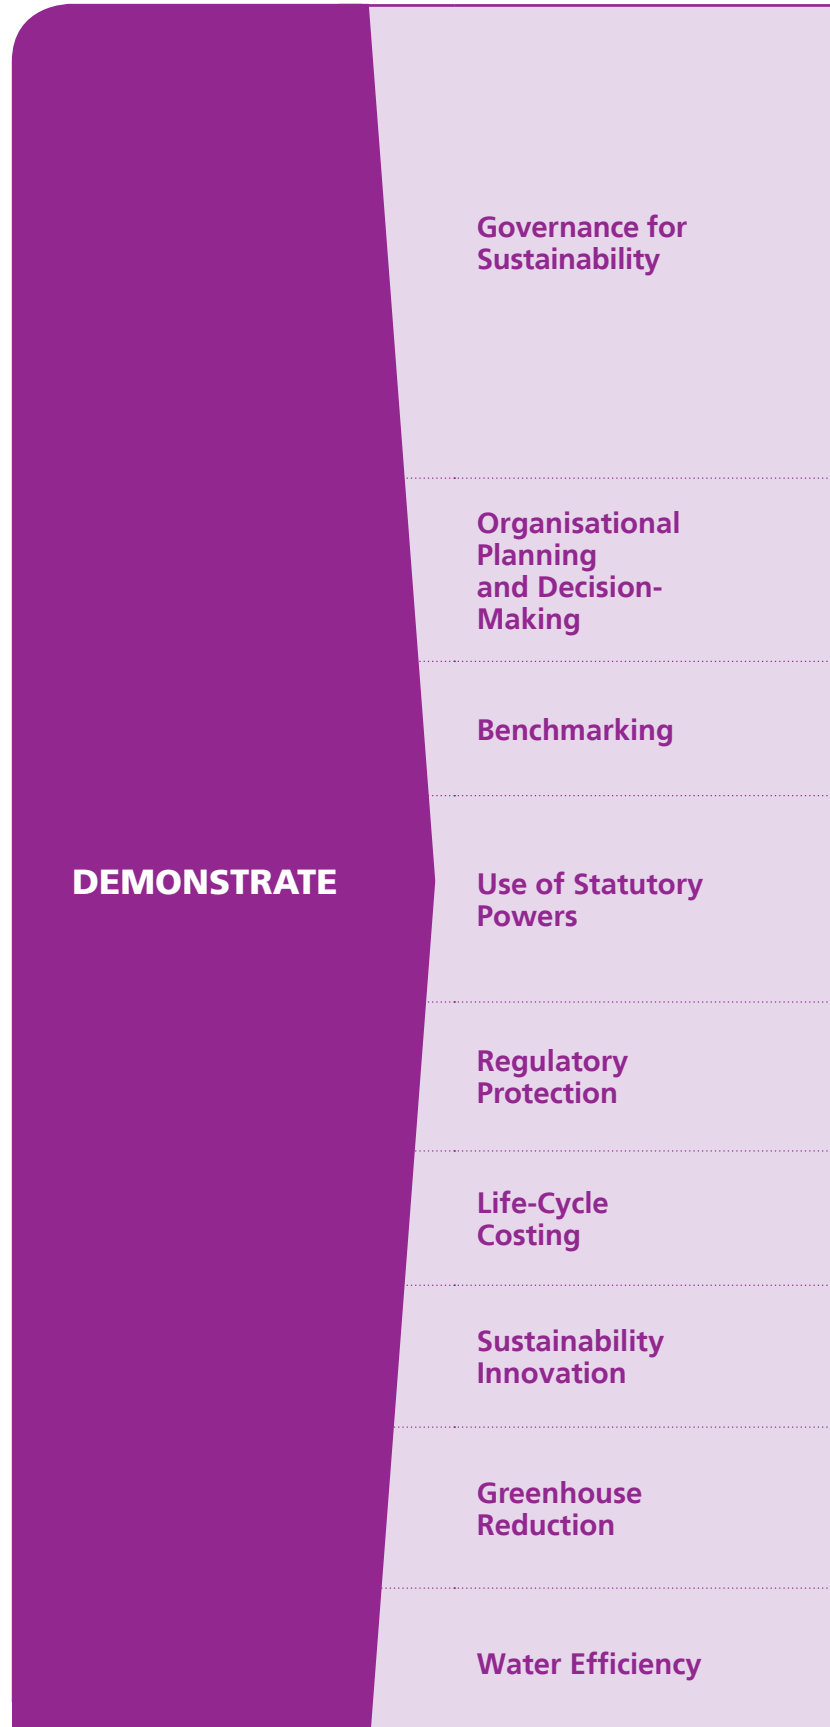 DEMONSTRATE
Governance for
Sustainability
Organisational
Planning
and Decision-
Making
Benchmarking
Use of Statutory
Powers
Regulatory
Protection
Life-Cycle
Costing
Sustainability
Innovation
Greenhouse
Reduction
Water Efficiency